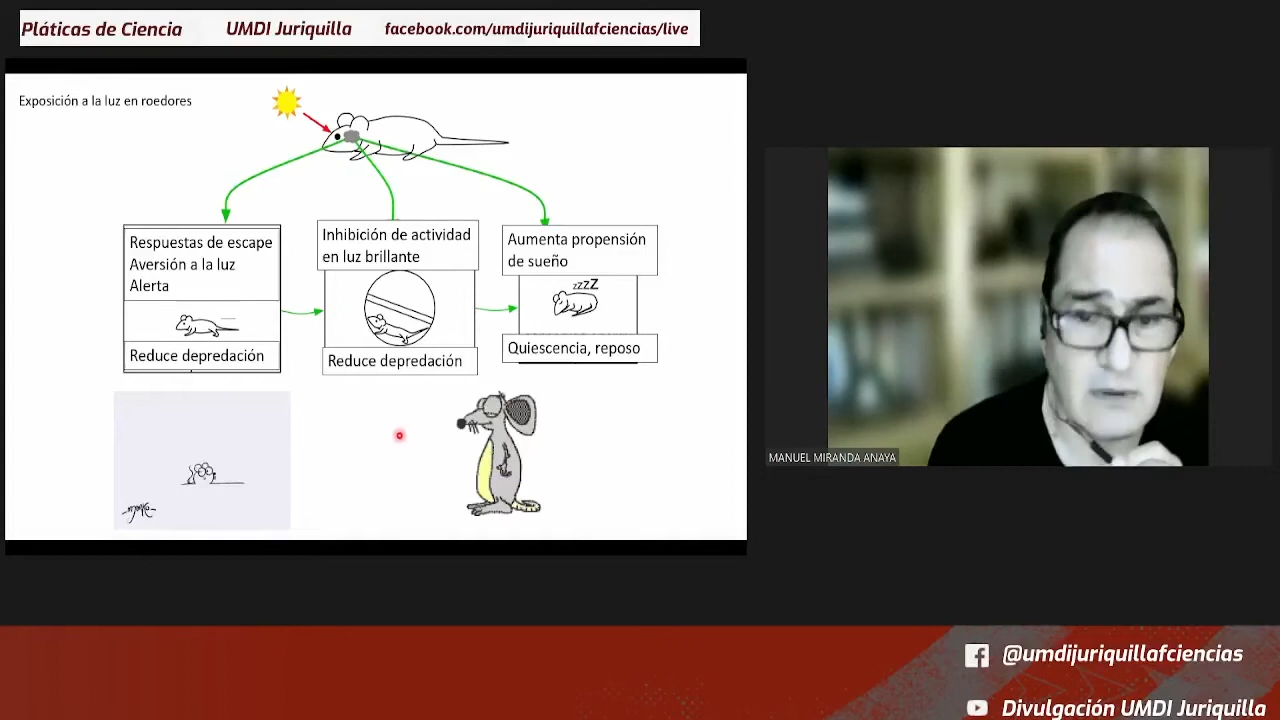 Pláticas de Ciencia
UMDI Juriquilla
facebook.com/umdijuriquillafciencias/live
Exposición a la luz en roedores
Respuestas de escape
Aversión a la luz
Alerta
Reduce depredación
Inhibición de actividad
en luz brillante
Reduce depredación
Aumenta propensión
de sueño
zzzZ
Quiescencia, reposo
MANUEL MIRANDA ANAYA
@umdijuriquillafciencias
Divulgación UMDI Juriquilla